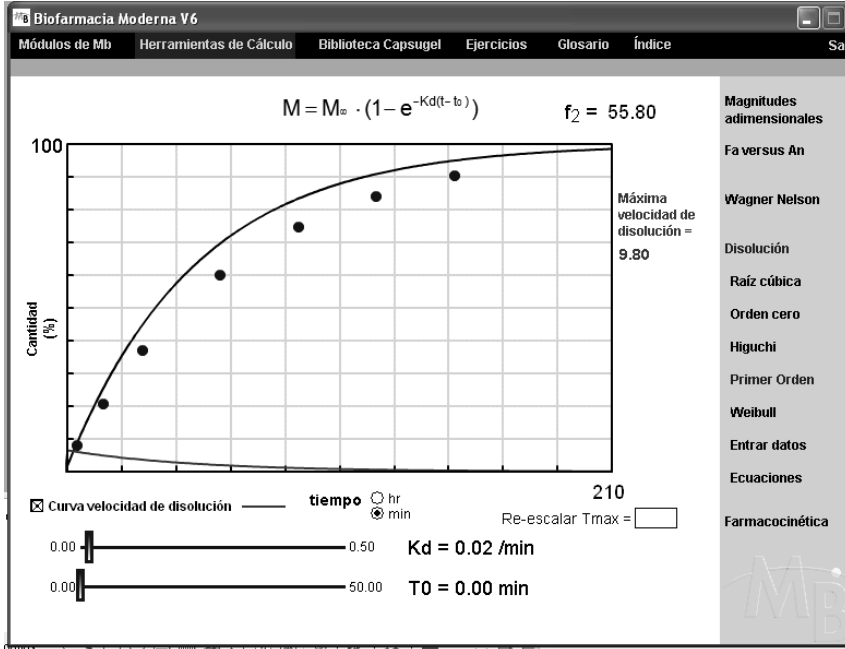 Biofarmacia Moderna V6
Módulos de Mb Herramientas de Cálculo Biblioteca Capsugel Ejercicios Glosario Índice Sa
M = M∞ · (1 – e^–Kd(t– t0))
f2 = 55.80
100
Máxima
velocidad de
disolución =
9.80
Cantidad
(%)
210
Curva velocidad de disolución
tiempo
hr
min
Re-escalar Tmax =
0.00
0.50
Kd = 0.02 /min
0.00
50.00
T0 = 0.00 min
Magnitudes
adimensionales
Fa versus An
Wagner Nelson
Disolución
Raíz cúbica
Orden cero
Higuchi
Primer Orden
Weibull
Entrar datos
Ecuaciones
Farmacocinética
MB